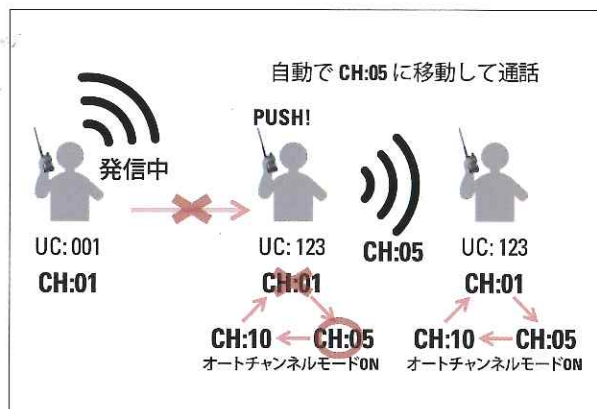 自動で CH:05 に移動して通話
PUSH!
発信中
UC: 001
CH:01
UC: 123
CH:01
CH:10
CH:05
オートチャンネルモードON
CH:05
UC: 123
CH:01
CH:10
CH:05
オートチャンネルモードON